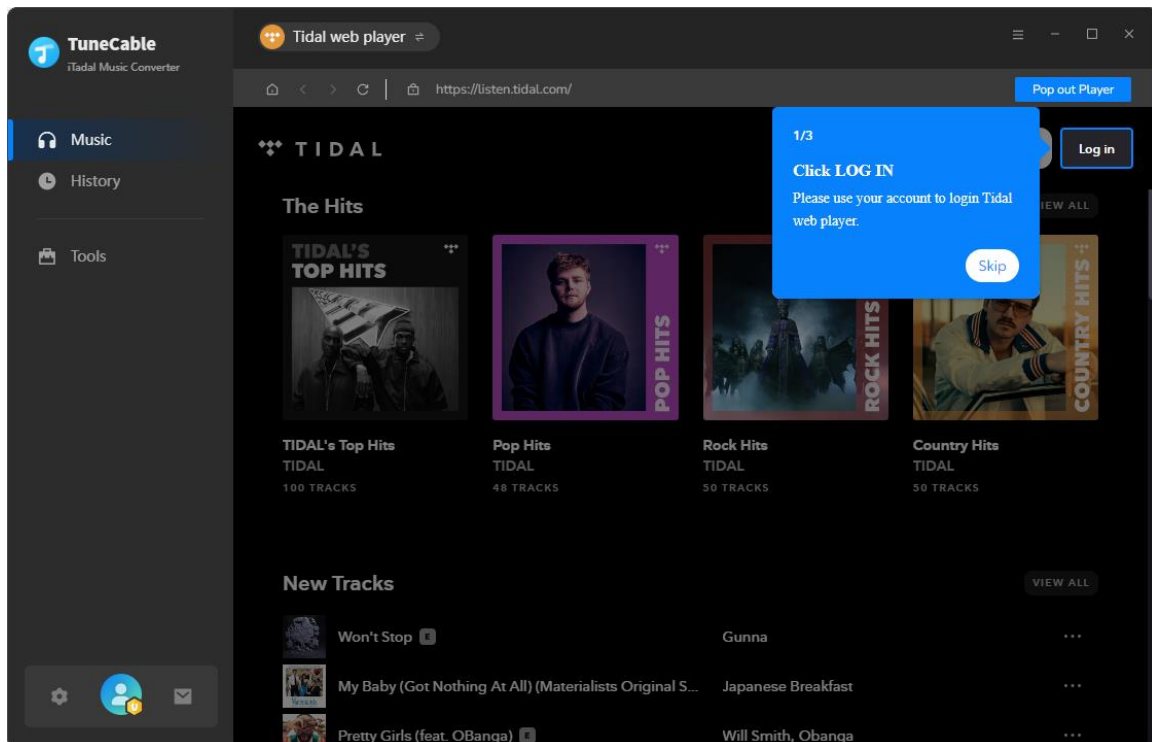 TuneCable
iTadal Music Converter
Music
History
Tools
Tidal web player
https://listen.tidal.com/
Pop out Player
TIDAL
Log in
1/3
Click LOG IN
Please use your account to login Tidal
web player.
Skip
The Hits
VIEW ALL
TIDAL'S
TOP HITS
POP HITS
ROCK HITS
COUNTRY HITS
TIDAL's Top Hits
TIDAL
100 TRACKS
Pop Hits
TIDAL
48 TRACKS
Rock Hits
TIDAL
50 TRACKS
Country Hits
TIDAL
50 TRACKS
New Tracks
VIEW ALL
Won't Stop E
Gunna
My Baby (Got Nothing At All) (Materialists Original S...
Japanese Breakfast
Pretty Girls (feat. OBanga) E
Will Smith, Obanga